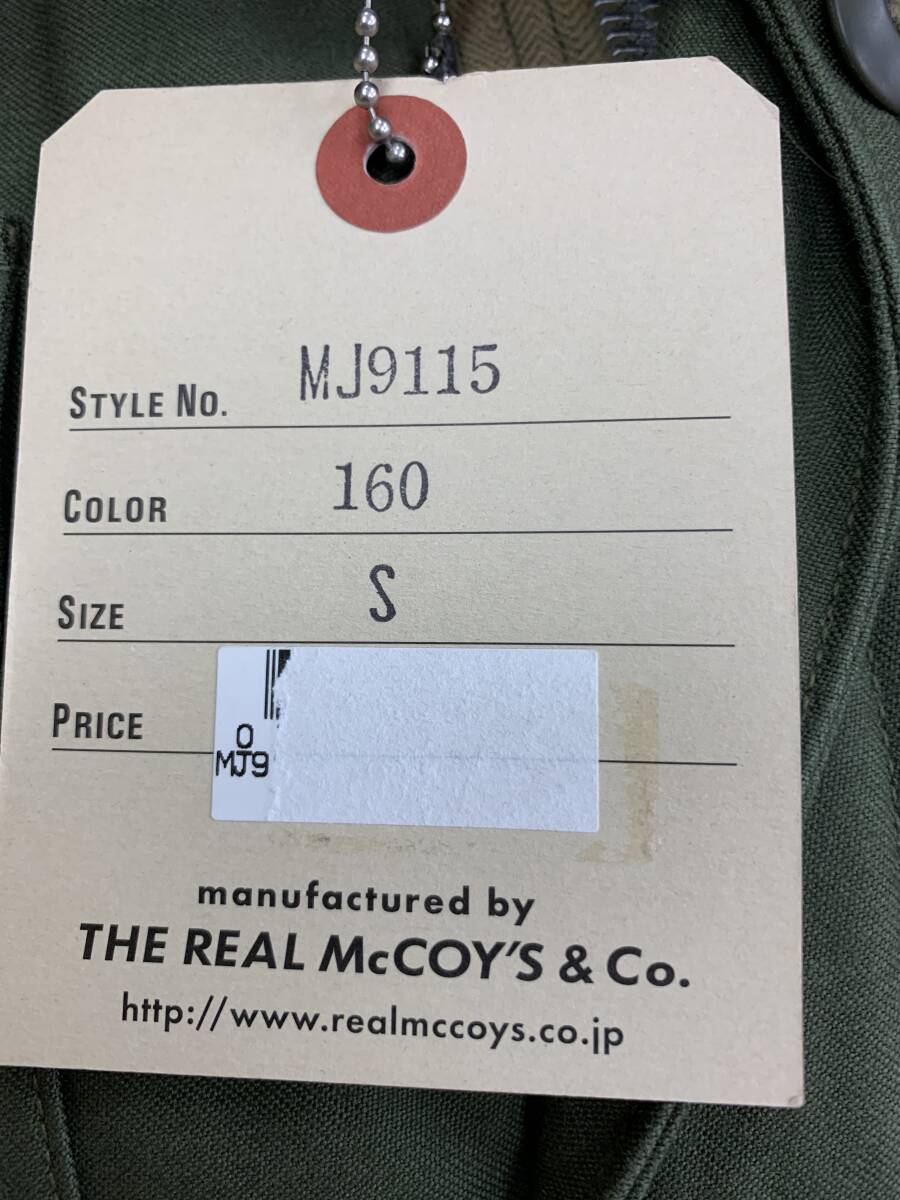 STYLE NO. MJ9115
COLOR 160
SIZE S
PRICE
0
MJ9
manufactured by
THE REAL McCOY'S & Co.
http://www.realmccoys.co.jp